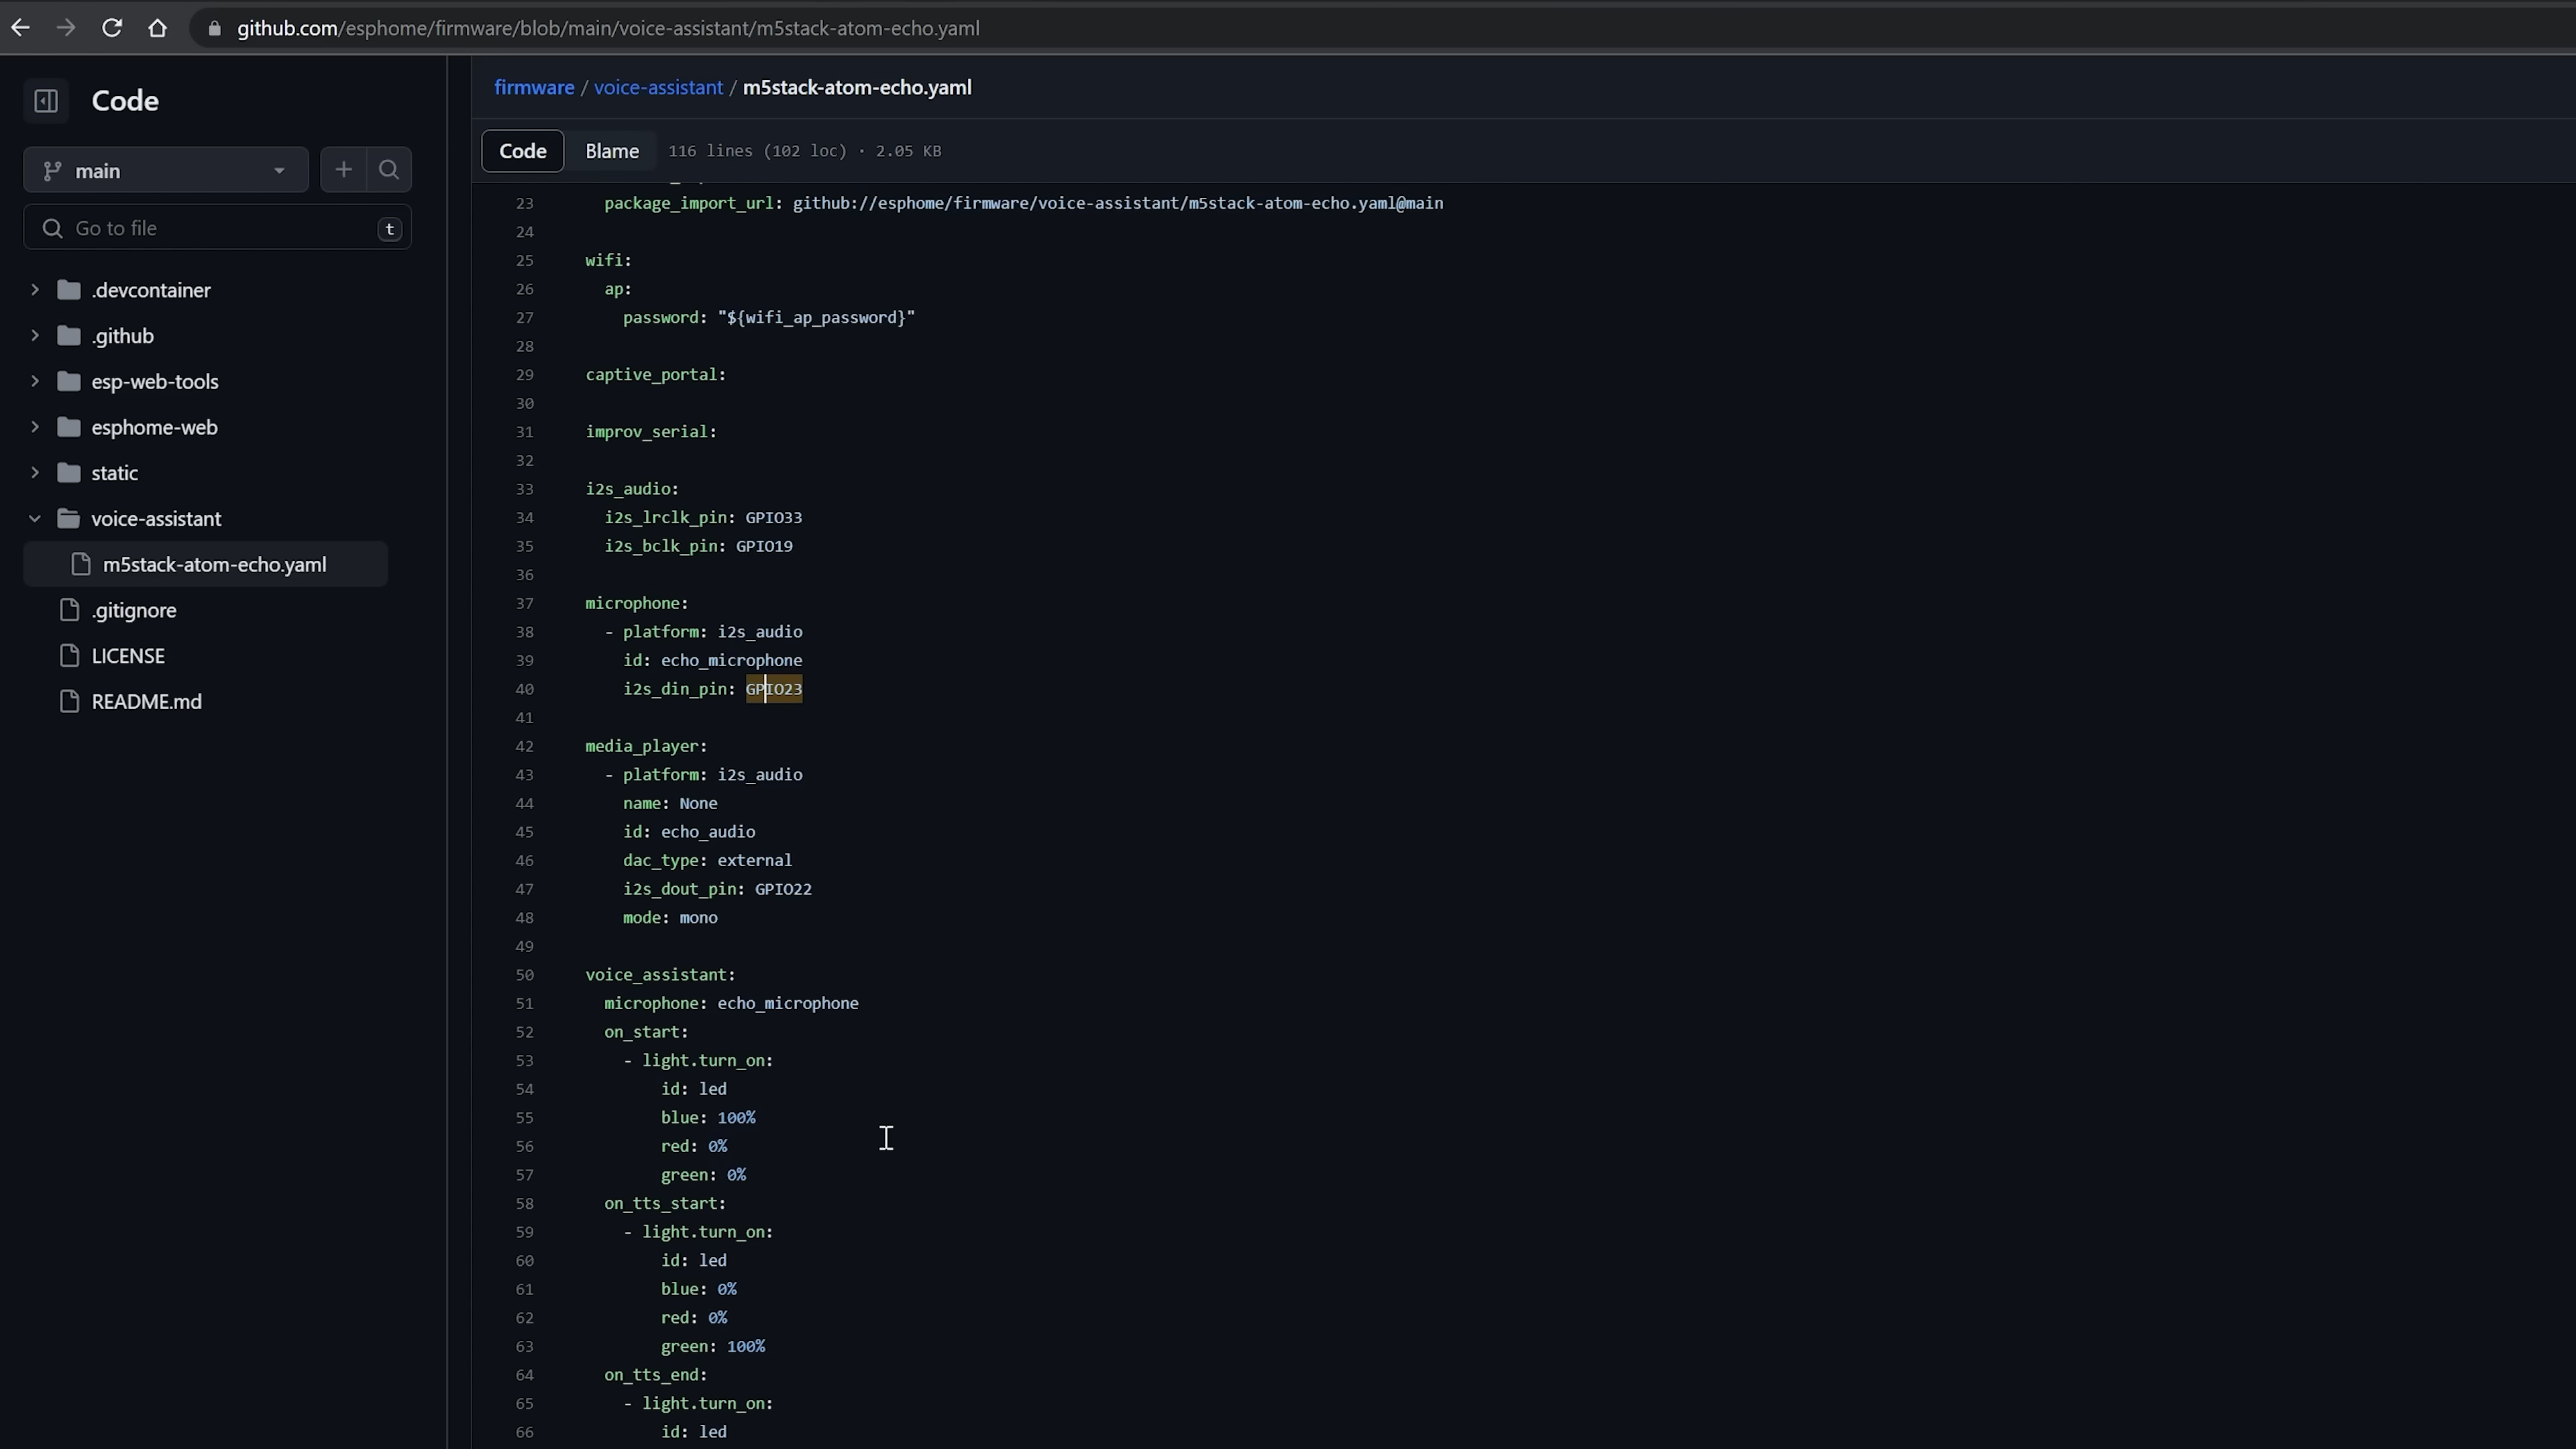 github.com/esphome/firmware/blob/main/voice-assistant/m5stack-atom-echo.yaml
Code
main
Go to file
t
.devcontainer
.github
esp-web-tools
esphome-web
static
voice-assistant
m5stack-atom-echo.yaml
.gitignore
LICENSE
README.md
firmware / voice-assistant / m5stack-atom-echo.yaml
Code Blame 116 lines (102 loc) · 2.05 KB
23 package_import_url: github://esphome/firmware/voice-assistant/m5stack-atom-echo.yaml@main
24
25 wifi:
26 ap:
27 password: "${wifi_ap_password}"
28
29 captive_portal:
30
31 improv_serial:
32
33 i2s_audio:
34 i2s_lrclk_pin: GPIO33
35 i2s_bclk_pin: GPIO19
36
37 microphone:
38 - platform: i2s_audio
39 id: echo_microphone
40 i2s_din_pin: GPIO23
41
42 media_player:
43 - platform: i2s_audio
44 name: None
45 id: echo_audio
46 dac_type: external
47 i2s_dout_pin: GPIO22
48 mode: mono
49
50 voice_assistant:
51 microphone: echo_microphone
52 on_start:
53 - light.turn_on:
54 id: led
55 blue: 100%
56 red: 0%
57 green: 0%
58 on_tts_start:
59 - light.turn_on:
60 id: led
61 blue: 0%
62 red: 0%
63 green: 100%
64 on_tts_end:
65 - light.turn_on:
66 id: led